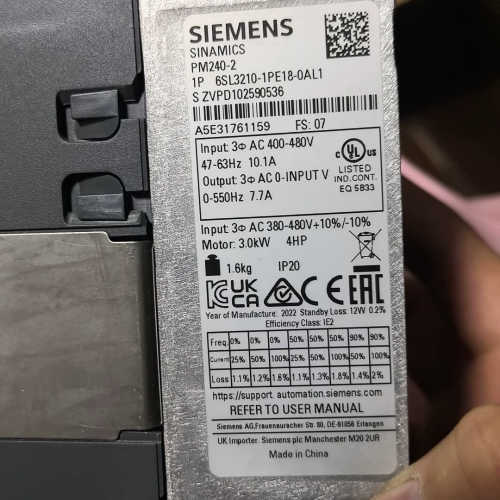 SIEMENS
SINAMICS
PM240-2
1P 6SL3210-1PE18-0AL1
S ZVPD102590536
A5E31761159 FS: 07
Input: 3Φ AC 400-480V
47-63Hz 10.1A
Output: 3Φ AC 0-INPUT V
0-550Hz 7.7A
c UL us
LISTED
IND. CONT.
EQ 5833
Input: 3Φ AC 380-480V+10%/-10%
Motor: 3.0kW 4HP
1.6kg IP20
UK CA CE EAC
Year of Manufacture: 2022 Standby Loss: 12W 0.2%
Efficiency Class: IE2
Freq. 0% 0% 0% 50% 50% 50% 90% 90%
Current 25% 50% 100% 25% 50% 100% 50% 100%
Loss 1.1% 1.2% 1.6% 1.1% 1.3% 1.8% 1.4% 2%
https://support. automation.siemens.com
REFER TO USER MANUAL
Siemens AG,Frauenauracher Str. 80, DE-91056 Erlangen
UK Importer: Siemens plc Manchester M20 2UR
Made in China